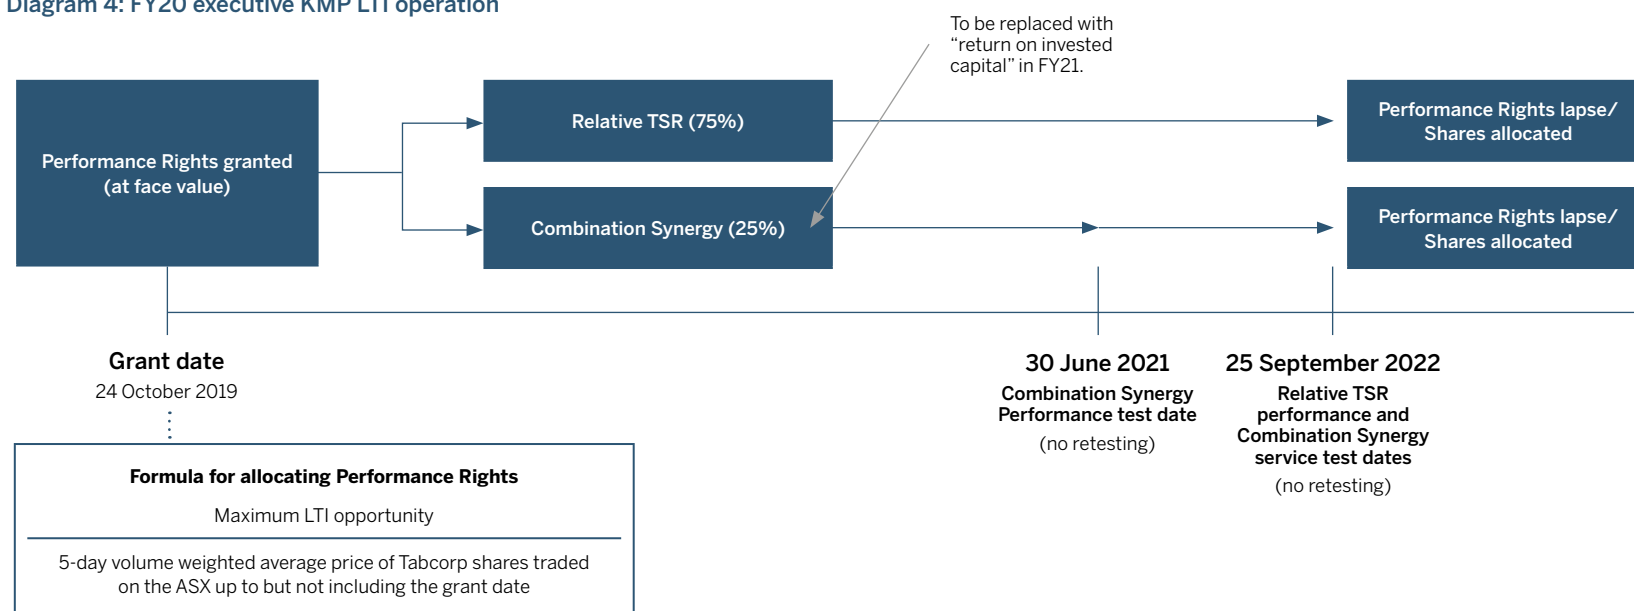 Diagram 4: FY20 executive KMP LTI operation
To be replaced with
“return on invested
capital” in FY21.
Performance Rights granted
(at face value)
Relative TSR (75%)
Performance Rights lapse/
Shares allocated
Combination Synergy (25%)
Performance Rights lapse/
Shares allocated
Grant date
24 October 2019
30 June 2021
Combination Synergy
Performance test date
(no retesting)
25 September 2022
Relative TSR
performance and
Combination Synergy
service test dates
(no retesting)
Formula for allocating Performance Rights
Maximum LTI opportunity
5-day volume weighted average price of Tabcorp shares traded
on the ASX up to but not including the grant date